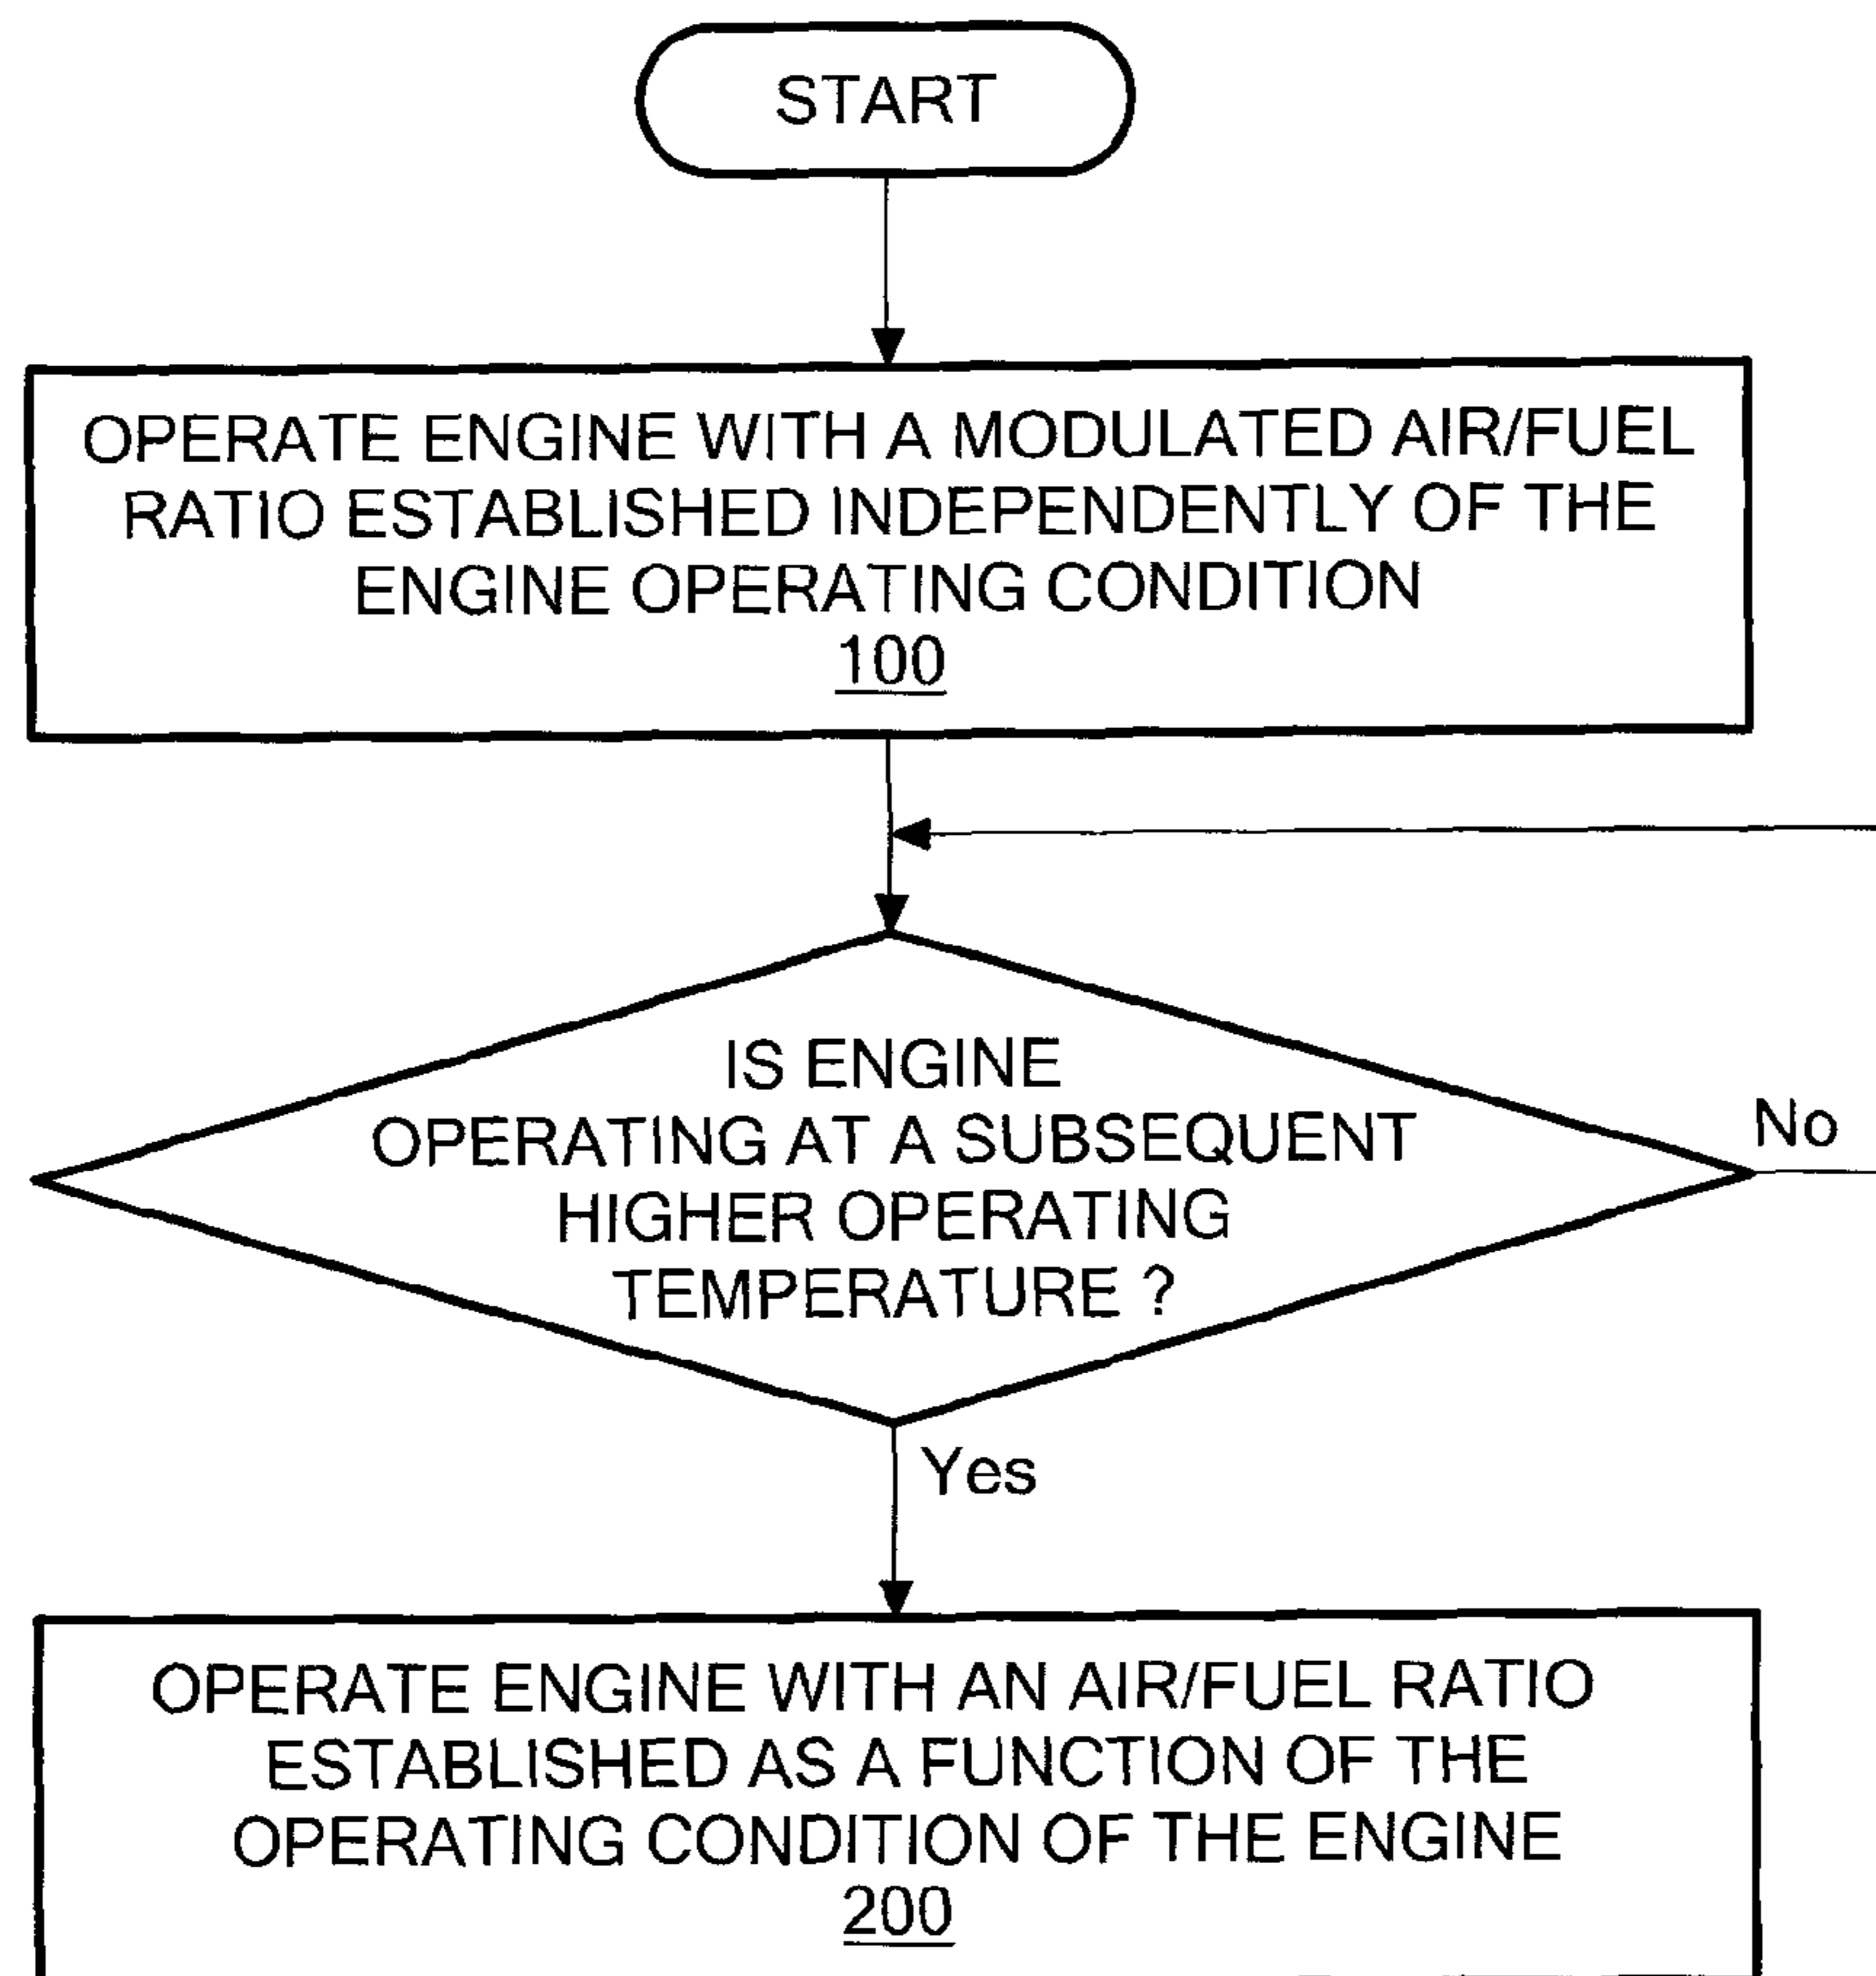 START
OPERATE ENGINE WITH A MODULATED AIR/FUEL
RATIO ESTABLISHED INDEPENDENTLY OF THE
ENGINE OPERATING CONDITION
100
IS ENGINE
OPERATING AT A SUBSEQUENT
HIGHER OPERATING
TEMPERATURE ?
No
Yes
OPERATE ENGINE WITH AN AIR/FUEL RATIO
ESTABLISHED AS A FUNCTION OF THE
OPERATING CONDITION OF THE ENGINE
200